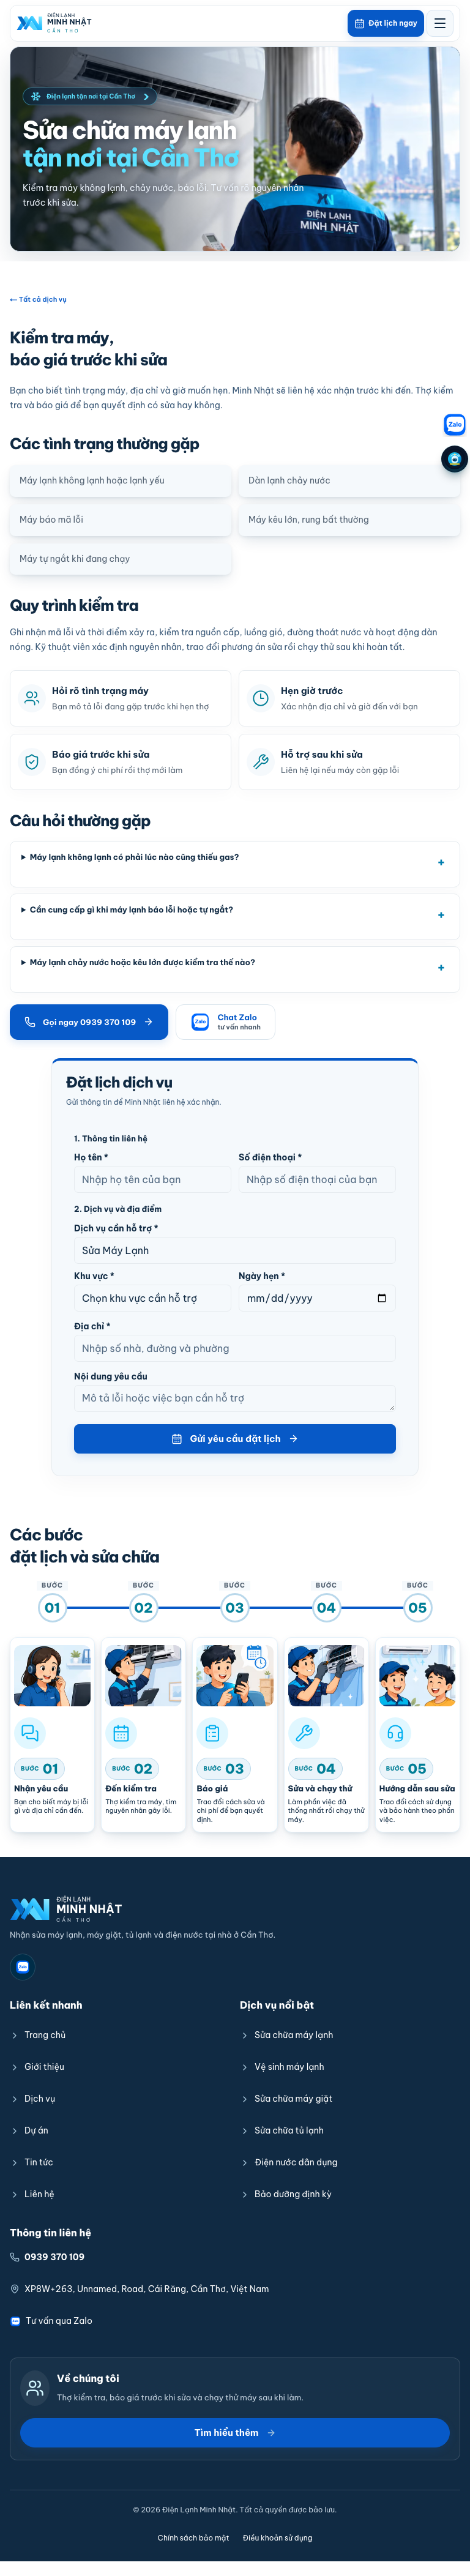 ĐIỆN LẠNH
MINH NHẬT
CẦN THƠ
Đặt lịch ngay
Điện lạnh tận nơi tại Cần Thơ
Sửa chữa máy lạnh
tận nơi tại Cần Thơ
Kiểm tra máy không lạnh, chảy nước, báo lỗi. Tư vấn rõ nguyên nhân
trước khi sửa.
ĐIỆN LẠNH
MINH NHẬT
← Tất cả dịch vụ
Kiểm tra máy,
báo giá trước khi sửa
Bạn cho biết tình trạng máy, địa chỉ và giờ muốn hẹn. Minh Nhật sẽ liên hệ xác nhận trước khi đến. Thợ kiểm
tra và báo giá để bạn quyết định có sửa hay không.
Zalo
Các tình trạng thường gặp
Máy lạnh không lạnh hoặc lạnh yếu
Dàn lạnh chảy nước
Máy báo mã lỗi
Máy kêu lớn, rung bất thường
Máy tự ngắt khi đang chạy
Quy trình kiểm tra
Ghi nhận mã lỗi và thời điểm xảy ra, kiểm tra nguồn cấp, luồng gió, đường thoát nước và hoạt động dàn
nóng. Kỹ thuật viên xác định nguyên nhân, trao đổi phương án sửa rồi chạy thử sau khi hoàn tất.
Hỏi rõ tình trạng máy
Bạn mô tả lỗi đang gặp trước khi hẹn thợ
Hẹn giờ trước
Xác nhận địa chỉ và giờ đến với bạn
Báo giá trước khi sửa
Bạn đồng ý chi phí rồi thợ mới làm
Hỗ trợ sau khi sửa
Liên hệ lại nếu máy còn gặp lỗi
Câu hỏi thường gặp
▶ Máy lạnh không lạnh có phải lúc nào cũng thiếu gas? +
▶ Cần cung cấp gì khi máy lạnh báo lỗi hoặc tự ngắt? +
▶ Máy lạnh chảy nước hoặc kêu lớn được kiểm tra thế nào? +
Gọi ngay 0939 370 109 →
Zalo
Chat Zalo
tư vấn nhanh
Đặt lịch dịch vụ
Gửi thông tin để Minh Nhật liên hệ xác nhận.
1. Thông tin liên hệ
Họ tên *
Số điện thoại *
Nhập họ tên của bạn
Nhập số điện thoại của bạn
2. Dịch vụ và địa điểm
Dịch vụ cần hỗ trợ *
Sửa Máy Lạnh
Khu vực *
Ngày hẹn *
Chọn khu vực cần hỗ trợ
mm/dd/yyyy
Địa chỉ *
Nhập số nhà, đường và phường
Nội dung yêu cầu
Mô tả lỗi hoặc việc bạn cần hỗ trợ
Gửi yêu cầu đặt lịch →
Các bước
đặt lịch và sửa chữa
BƯỚC
01
BƯỚC
02
BƯỚC
03
BƯỚC
04
BƯỚC
05
BƯỚC 01
Nhận yêu cầu
Bạn cho biết máy bị lỗi
gì và địa chỉ cần đến.
BƯỚC 02
Đến kiểm tra
Thợ kiểm tra máy, tìm
nguyên nhân gây lỗi.
BƯỚC 03
Báo giá
Trao đổi cách sửa và
chi phí để bạn quyết
định.
BƯỚC 04
Sửa và chạy thử
Làm phần việc đã
thống nhất rồi chạy thử
máy.
BƯỚC 05
Hướng dẫn sau sửa
Trao đổi cách sử dụng
và bảo hành theo phần
việc.
ĐIỆN LẠNH
MINH NHẬT
CẦN THƠ
Nhận sửa máy lạnh, máy giặt, tủ lạnh và điện nước tại nhà ở Cần Thơ.
Zalo
Liên kết nhanh
Trang chủ
Giới thiệu
Dịch vụ
Dự án
Tin tức
Liên hệ
Dịch vụ nổi bật
Sửa chữa máy lạnh
Vệ sinh máy lạnh
Sửa chữa máy giặt
Sửa chữa tủ lạnh
Điện nước dân dụng
Bảo dưỡng định kỳ
Thông tin liên hệ
0939 370 109
XP8W+263, Unnamed, Road, Cái Răng, Cần Thơ, Việt Nam
Tư vấn qua Zalo
Về chúng tôi
Thợ kiểm tra, báo giá trước khi sửa và chạy thử máy sau khi làm.
Tìm hiểu thêm →
© 2026 Điện Lạnh Minh Nhật. Tất cả quyền được bảo lưu.
Chính sách bảo mật
Điều khoản sử dụng